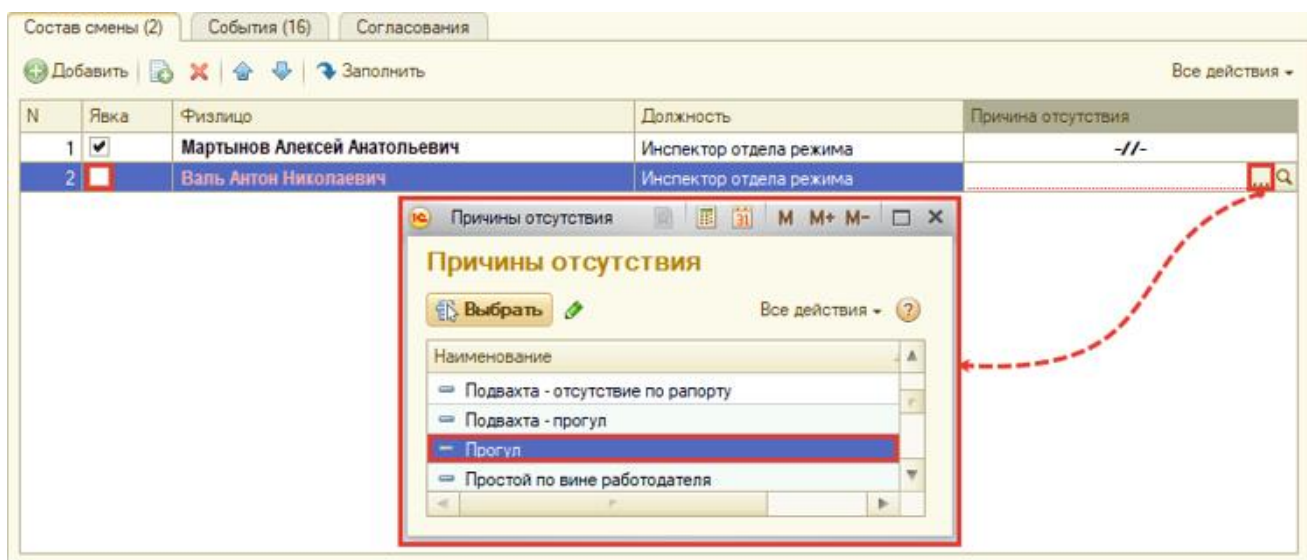 Состав смены (2) События (16) Согласования
Добавить Заполнить Все действия
N Явка Физлицо Должность Причина отсутствия
1 Мартынов Алексей Анатольевич Инспектор отдела режима -//-
2 Валь Антон Николаевич Инспектор отдела режима ...
1С Причины отсутствия 31 M M+ M-
Причины отсутствия
Выбрать Все действия ?
Наименование
Подвахта - отсутствие по рапорту
Подвахта - прогул
Прогул
Простой по вине работодателя